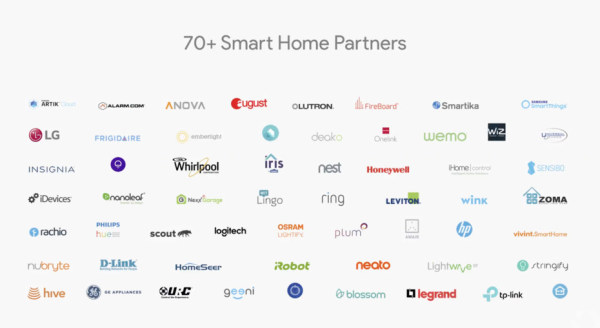 70+ Smart Home Partners
ARTIK Cloud ALARM.COM ANOVA August LUTRON FireBoard Smartika SAMSUNG SmartThings
LG FRIGIDAIRE emberlight deako Onelink wemo WiZ
INSIGNIA Whirlpool iris nest Honeywell iHome control SENSIBO
iDevices nanoleaf NexxGarage Lingo ring LEVITON wink ZOMA
rachio PHILIPS hue scout logitech OSRAM LIGHTIFY plum hp vivint.SmartHome
nubryte D-Link HomeSeer iRobot neato Lightwave stringify
hive GE APPLIANCES URC geeni blossom legrand tp-link